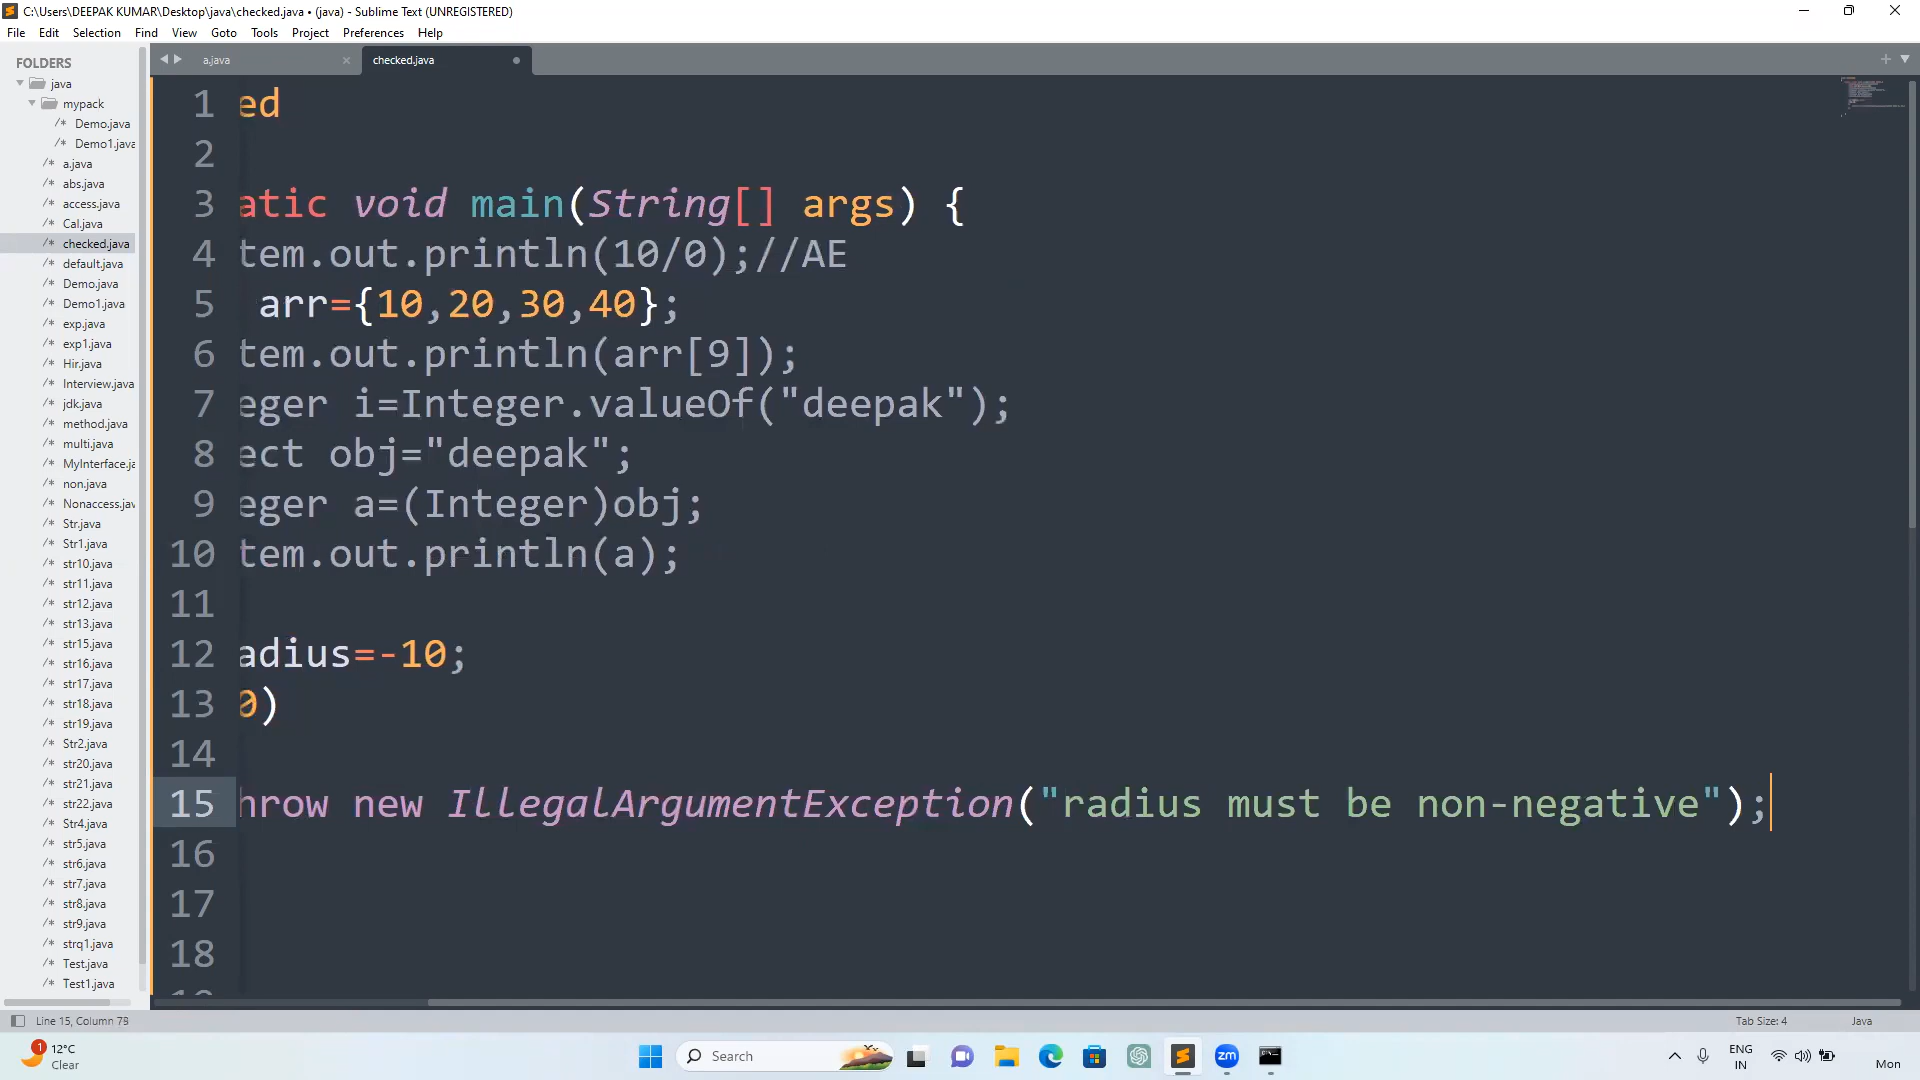 C:\Users\DEEPAK KUMAR\Desktop\java\checked.java • (java) - Sublime Text (UNREGISTERED)
File Edit Selection Find View Goto Tools Project Preferences Help
FOLDERS
java
mypack
/* Demo.java
/* Demo1.java
/* a.java
/* abs.java
/* access.java
/* Cal.java
/* checked.java
/* default.java
/* Demo.java
/* Demo1.java
/* exp.java
/* exp1.java
/* Hir.java
/* Interview.java
/* jdk.java
/* method.java
/* multi.java
/* MyInterface.ja
/* non.java
/* Nonaccess.jav
/* Str.java
/* Str1.java
/* str10.java
/* str11.java
/* str12.java
/* str13.java
/* str15.java
/* str16.java
/* str17.java
/* str18.java
/* str19.java
/* Str2.java
/* str20.java
/* str21.java
/* str22.java
/* Str4.java
/* str5.java
/* str6.java
/* str7.java
/* str8.java
/* str9.java
/* strq1.java
/* Test.java
/* Test1.java
a.java
checked.java
1 ed
2
3 atic void main(String[] args) {
4 tem.out.println(10/0);//AE
5 arr={10,20,30,40};
6 tem.out.println(arr[9]);
7 eger i=Integer.valueOf("deepak");
8 ect obj="deepak";
9 eger a=(Integer)obj;
10 tem.out.println(a);
11
12 adius=-10;
13 0)
14
15 hrow new IllegalArgumentException("radius must be non-negative");
16
17
18
Line 15, Column 79
Tab Size: 4
Java
1
12°C
Clear
Search
zm
ENG
IN
Mon